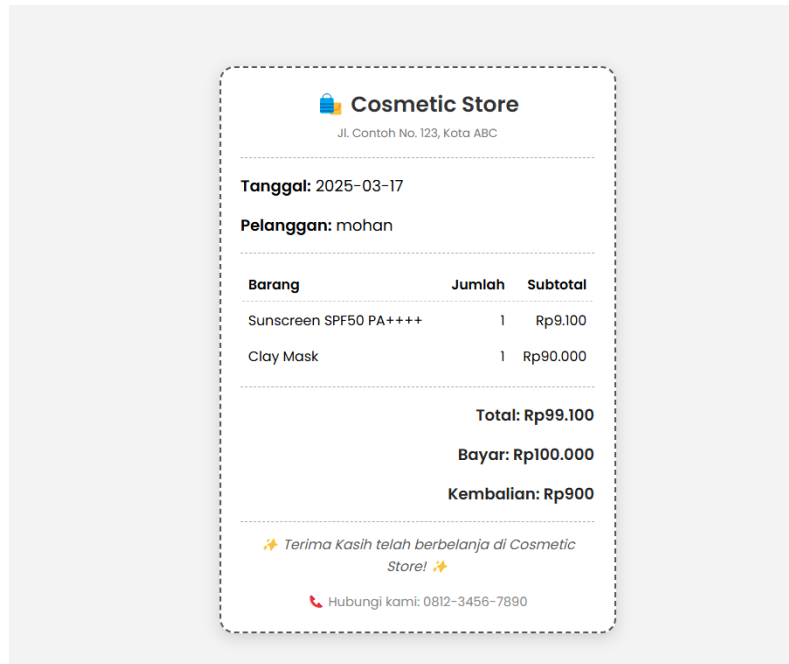 🛍️ Cosmetic Store
Jl. Contoh No. 123, Kota ABC
Tanggal: 2025-03-17
Pelanggan: mohan
Barang Jumlah Subtotal
Sunscreen SPF50 PA++++ 1 Rp9.100
Clay Mask 1 Rp90.000
Total: Rp99.100
Bayar: Rp100.000
Kembalian: Rp900
✨ Terima Kasih telah berbelanja di Cosmetic
Store! ✨
📞 Hubungi kami: 0812-3456-7890